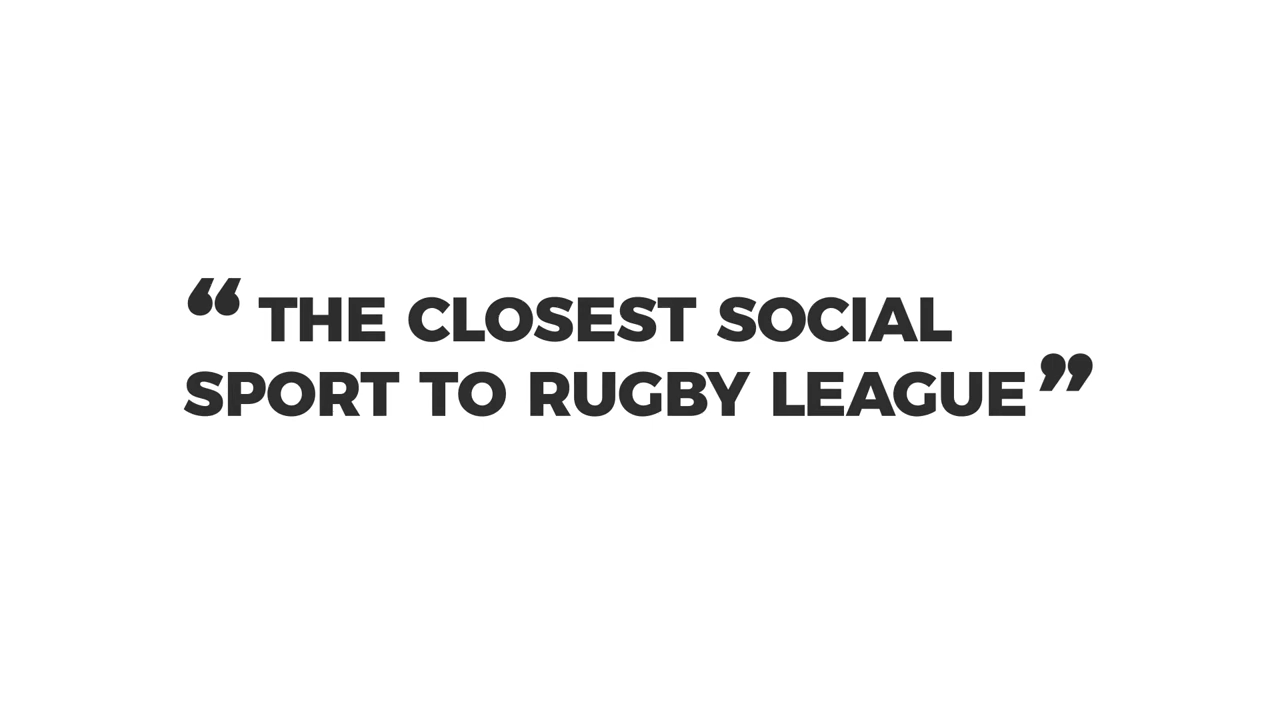 “ THE CLOSEST SOCIAL
SPORT TO RUGBY LEAGUE ”